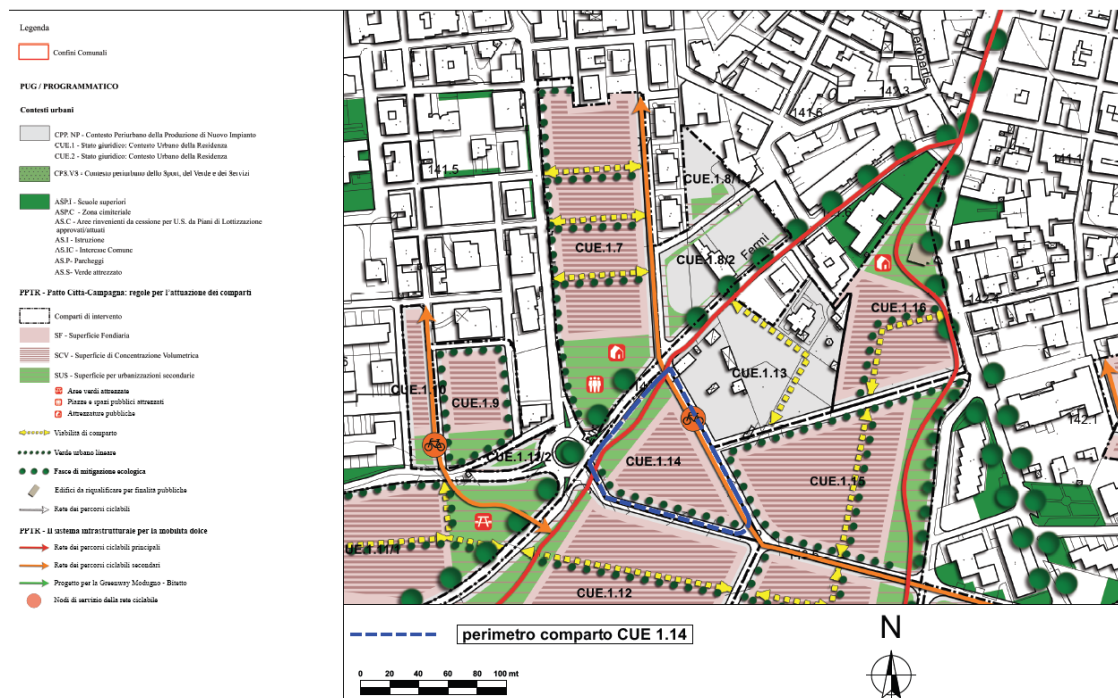 Legenda
Confini Comunali
PUG / PROGRAMMATICO
Contesti urbani
CPP. NP - Contesto Periurbano della Produzione di Nuovo Impianto
CUE.1 - Stato giuridico: Contesto Urbano della Residenza
CUE.2 - Stato giuridico: Contesto Urbano della Residenza
CPS.VS - Contesto periurbano dello Sport, del Verde e dei Servizi
ASP.I - Scuole superiori
ASP.C - Zona cimiteriale
AS.C - Aree rinvenienti da cessione per U.S. da Piani di Lottizzazione
approvati/attuati
AS.I - Istruzione
AS.IC - Interesse Comune
AS.P- Parcheggi
AS.S- Verde attrezzato
PPTR - Patto Città-Campagna: regole per l'attuazione dei comparti
Comparti di intervento
SF - Superficie Fondiaria
SCV - Superficie di Concentrazione Volumetrica
SUS - Superficie per urbanizzazioni secondarie
Aree verdi attrezzate
Piazze e spazi pubblici attrezzati
Attrezzature pubbliche
Viabilità di comparto
Verde urbano lineare
Fasce di mitigazione ecologica
Edifici da riqualificare per finalità pubbliche
Rete dei percorsi ciclabili
PPTR - Il sistema infrastrutturale per la mobilità dolce
Rete dei percorsi ciclabili principali
Rete dei percorsi ciclabili secondari
Progetto per la Greenway Modugno - Bitetto
Nodi di servizio della rete ciclabile
Derobertis
142.3
141.6
141.5
141.1
CUE.1.8/1
CUE.1.7
CUE.1.8/2
Fermi
142.4
CUE.1.16
CUE.1.13
CUE.1.10
CUE.1.9
142.1
CUE.1.11/2
CUE.1.14
CUE.1.15
CUE.1.11/1
CUE.1.12
perimetro comparto CUE 1.14
N
0 20 40 60 80 100 mt